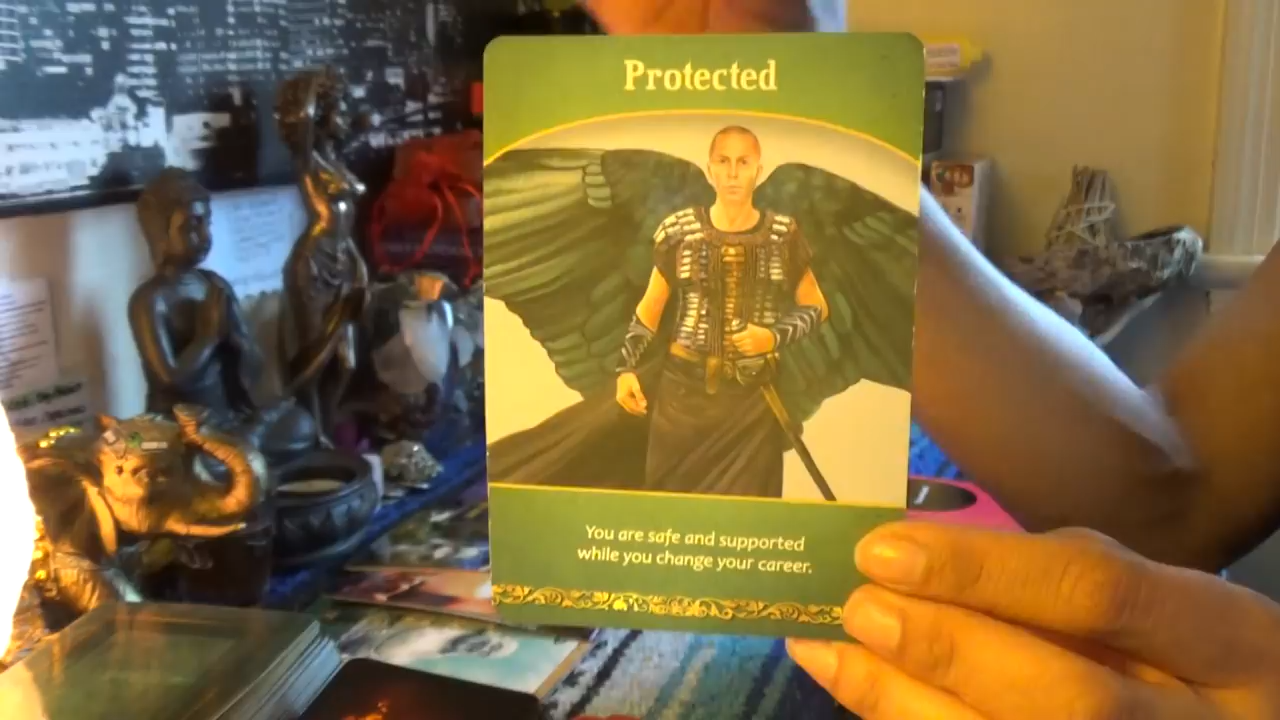 Protected
You are safe and supported
while you change your career.